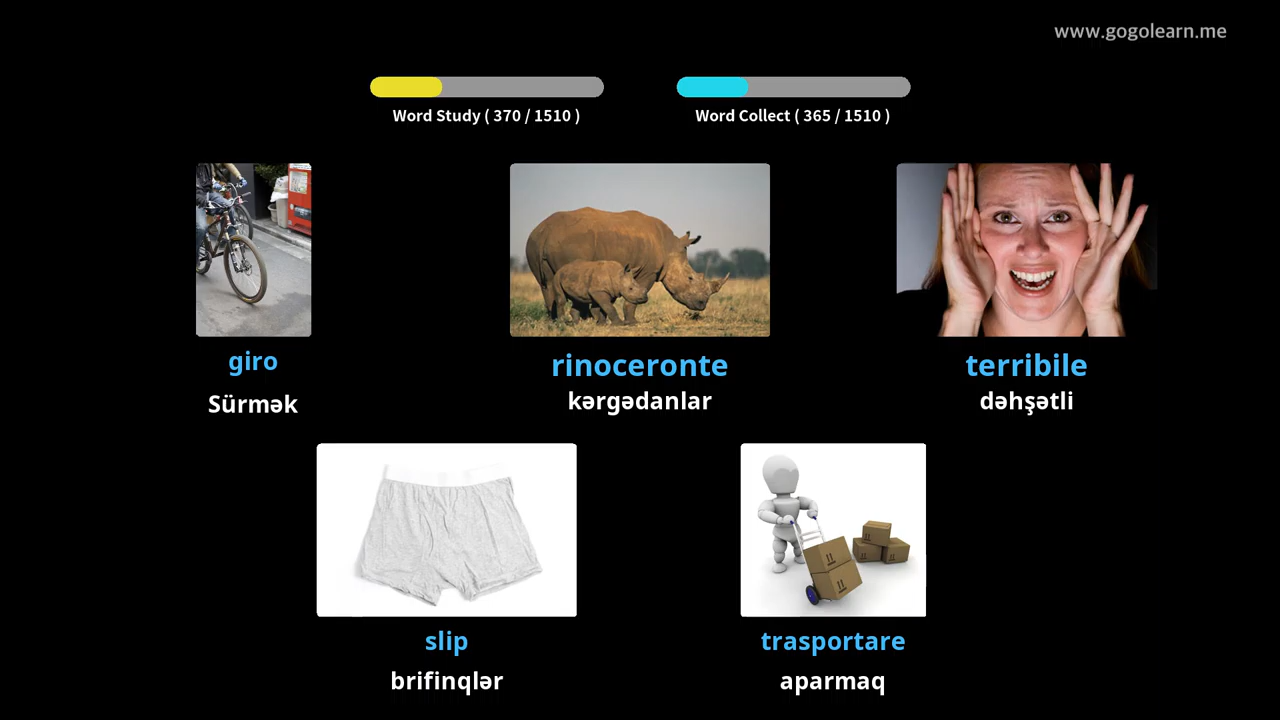 www.gogolearn.me
Word Study ( 370 / 1510 )
Word Collect ( 365 / 1510 )
giro
Sürmək
rinoceronte
kərgədanlar
terribile
dəhşətli
slip
brifinqlər
trasportare
aparmaq